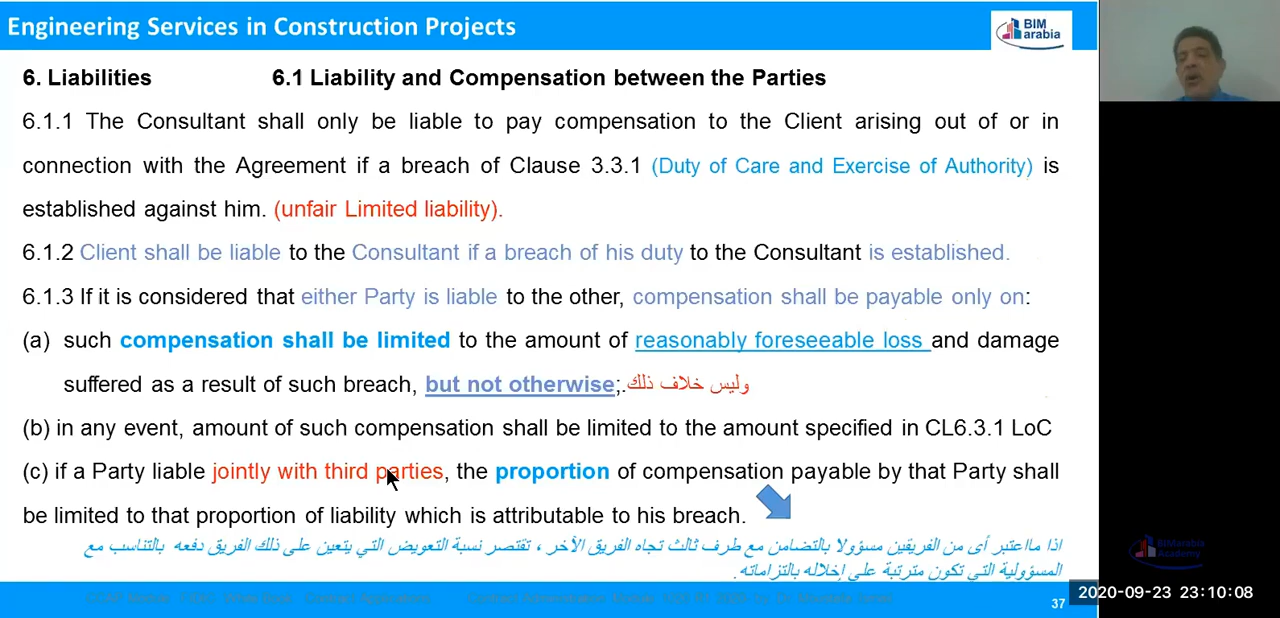 Engineering Services in Construction Projects
BIM
arabia
6. Liabilities 6.1 Liability and Compensation between the Parties
6.1.1 The Consultant shall only be liable to pay compensation to the Client arising out of or in
connection with the Agreement if a breach of Clause 3.3.1 (Duty of Care and Exercise of Authority) is
established against him. (unfair Limited liability).
6.1.2 Client shall be liable to the Consultant if a breach of his duty to the Consultant is established.
6.1.3 If it is considered that either Party is liable to the other, compensation shall be payable only on:
(a) such compensation shall be limited to the amount of reasonably foreseeable loss and damage
suffered as a result of such breach, but not otherwise;.وليس خلاف ذلك
(b) in any event, amount of such compensation shall be limited to the amount specified in CL6.3.1 LoC
(c) if a Party liable jointly with third parties, the proportion of compensation payable by that Party shall
be limited to that proportion of liability which is attributable to his breach.
اذا مااعتبر أى من الفريقين مسؤولا بالتضامن مع طرف ثالث تجاه الفريق الآخر ، تقتصر نسبة التعويض التي يتعين على ذلك الفريق دفعه بالتناسب مع
المسؤولية التي تكون مترتبة على إخلاله بالتزاماته.
BIMarabia
Academy
37
2020-09-23 23:10:08